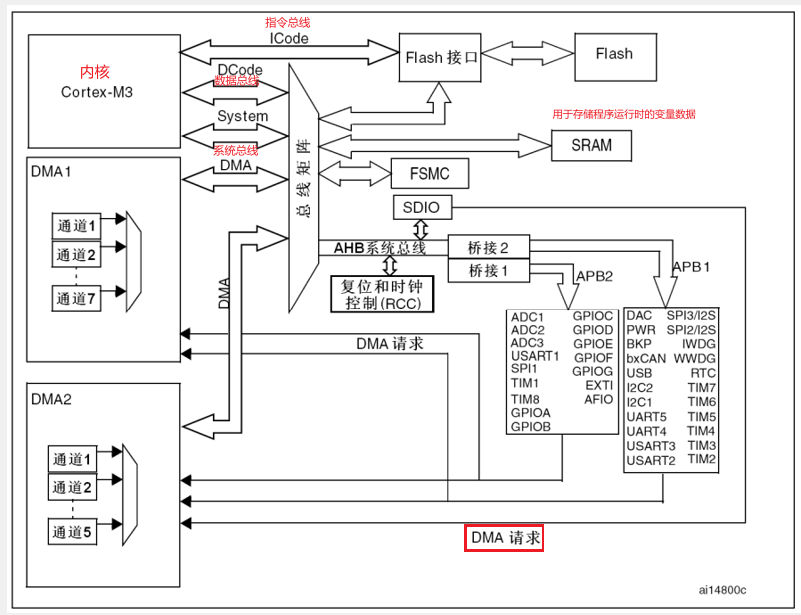 指令总线
ICode
内核
Cortex-M3
DCode
数据总线
System
系统总线
DMA
Flash 接口
Flash
用于存储程序运行时的变量数据
SRAM
FSMC
SDIO
总线矩阵
AHB系统总线
桥接2
桥接1
复位和时钟
控制(RCC)
APB2
APB1
DMA1
通道1
通道2
通道7
DMA
DMA 请求
ADC1
ADC2
ADC3
USART1
SPI1
TIM1
TIM8
GPIOA
GPIOB
GPIOC
GPIOD
GPIOE
GPIOF
GPIOG
EXTI
AFIO
DAC
PWR
BKP
bxCAN
USB
I2C2
I2C1
UART5
UART4
USART3
USART2
SPI3/I2S
SPI2/I2S
IWDG
WWDG
RTC
TIM7
TIM6
TIM5
TIM4
TIM3
TIM2
DMA2
通道1
通道2
通道5
DMA 请求
ai14800c